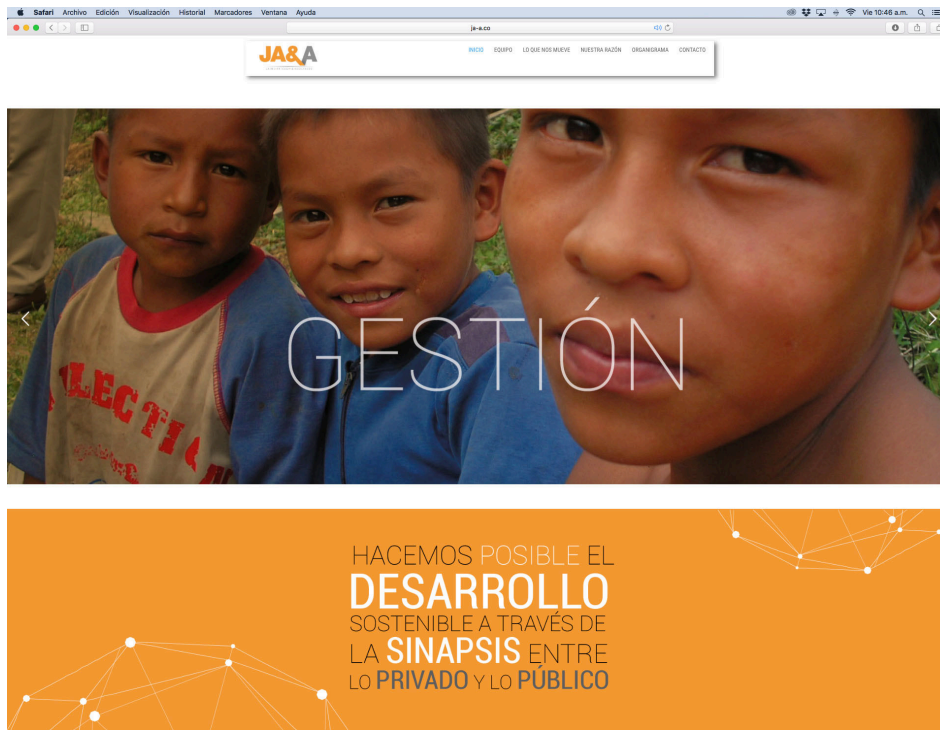 Safari Archivo Edición Visualización Historial Marcadores Ventana Ayuda
Vie 10:46 a.m.
ja-a.co
JA&A
INICIO EQUIPO LO QUE NOS MUEVE NUESTRA RAZÓN ORGANIGRAMA CONTACTO
GESTIÓN
HACEMOS POSIBLE EL
DESARROLLO
SOSTENIBLE A TRAVÉS DE
LA SINAPSIS ENTRE
LO PRIVADO Y LO PÚBLICO